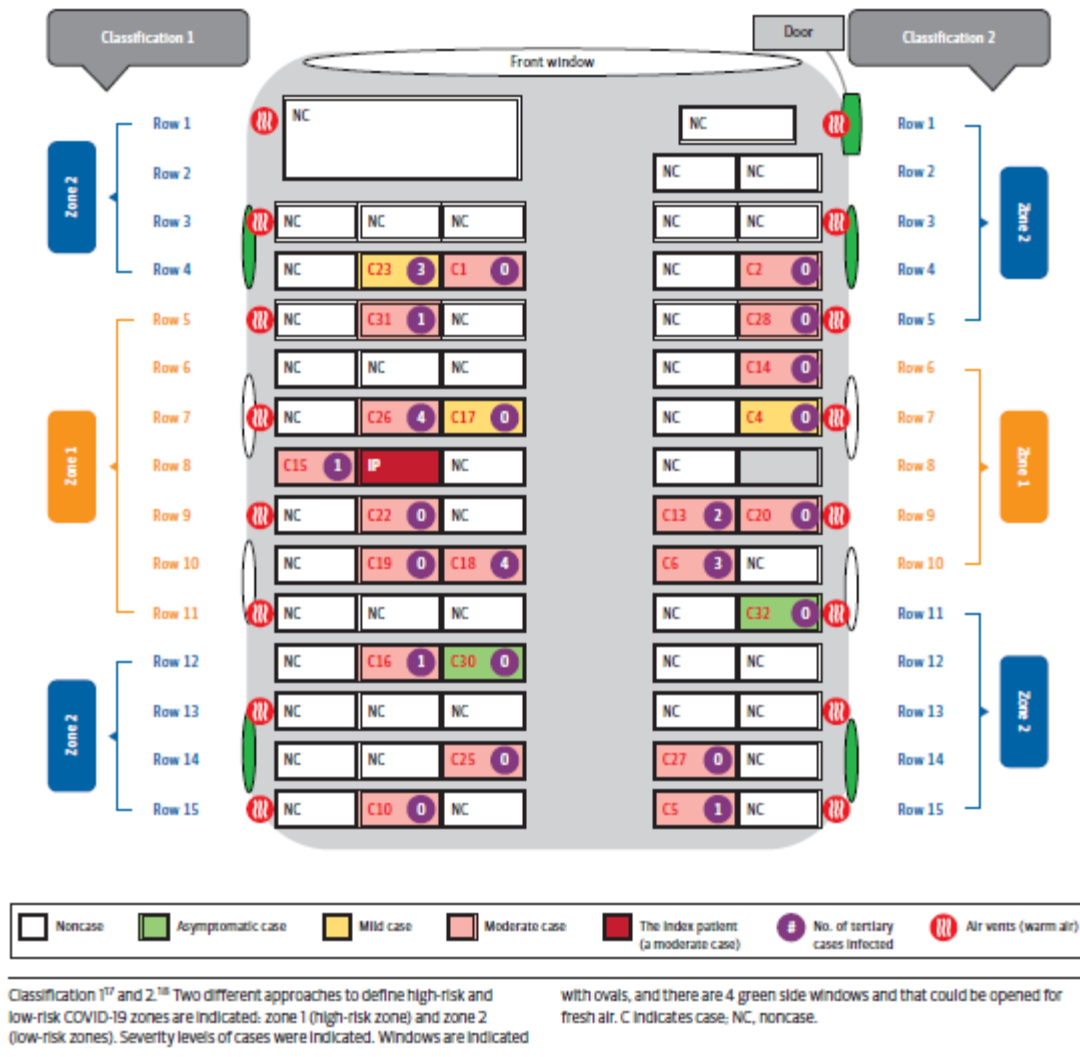 Classification 1
Door
Classification 2
Front window
Row 1 NC NC Row 1
Row 2 NC NC Row 2
Zone 2
Zone 2
Row 3 NC NC NC NC NC Row 3
Row 4 NC C23 3 C1 0 NC C2 0 Row 4
Row 5 NC C31 1 NC NC C28 0 Row 5
Row 6 NC NC NC NC C14 0 Row 6
Row 7 NC C26 4 C17 0 NC C4 0 Row 7
Zone 1
Zone 1
Row 8 C15 1 IP NC NC Row 8
Row 9 NC C22 0 NC C13 2 C20 0 Row 9
Row 10 NC C19 0 C18 4 C6 3 NC Row 10
Row 11 NC NC NC NC C32 0 Row 11
Row 12 NC C16 1 C30 0 NC NC Row 12
Zone 2
Zone 2
Row 13 NC NC NC NC NC Row 13
Row 14 NC NC C25 0 C27 0 NC Row 14
Row 15 NC C10 0 NC C5 1 NC Row 15
Noncase
Asymptomatic case
Mild case
Moderate case
The index patient
(a moderate case)
# No. of tertiary
cases infected
Air vents (warm air)
Classification 1¹⁷ and 2.¹⁸ Two different approaches to define high-risk and
low-risk COVID-19 zones are indicated: zone 1 (high-risk zone) and zone 2
(low-risk zones). Severity levels of cases were indicated. Windows are indicated
with ovals, and there are 4 green side windows and that could be opened for
fresh air. C indicates case; NC, noncase.